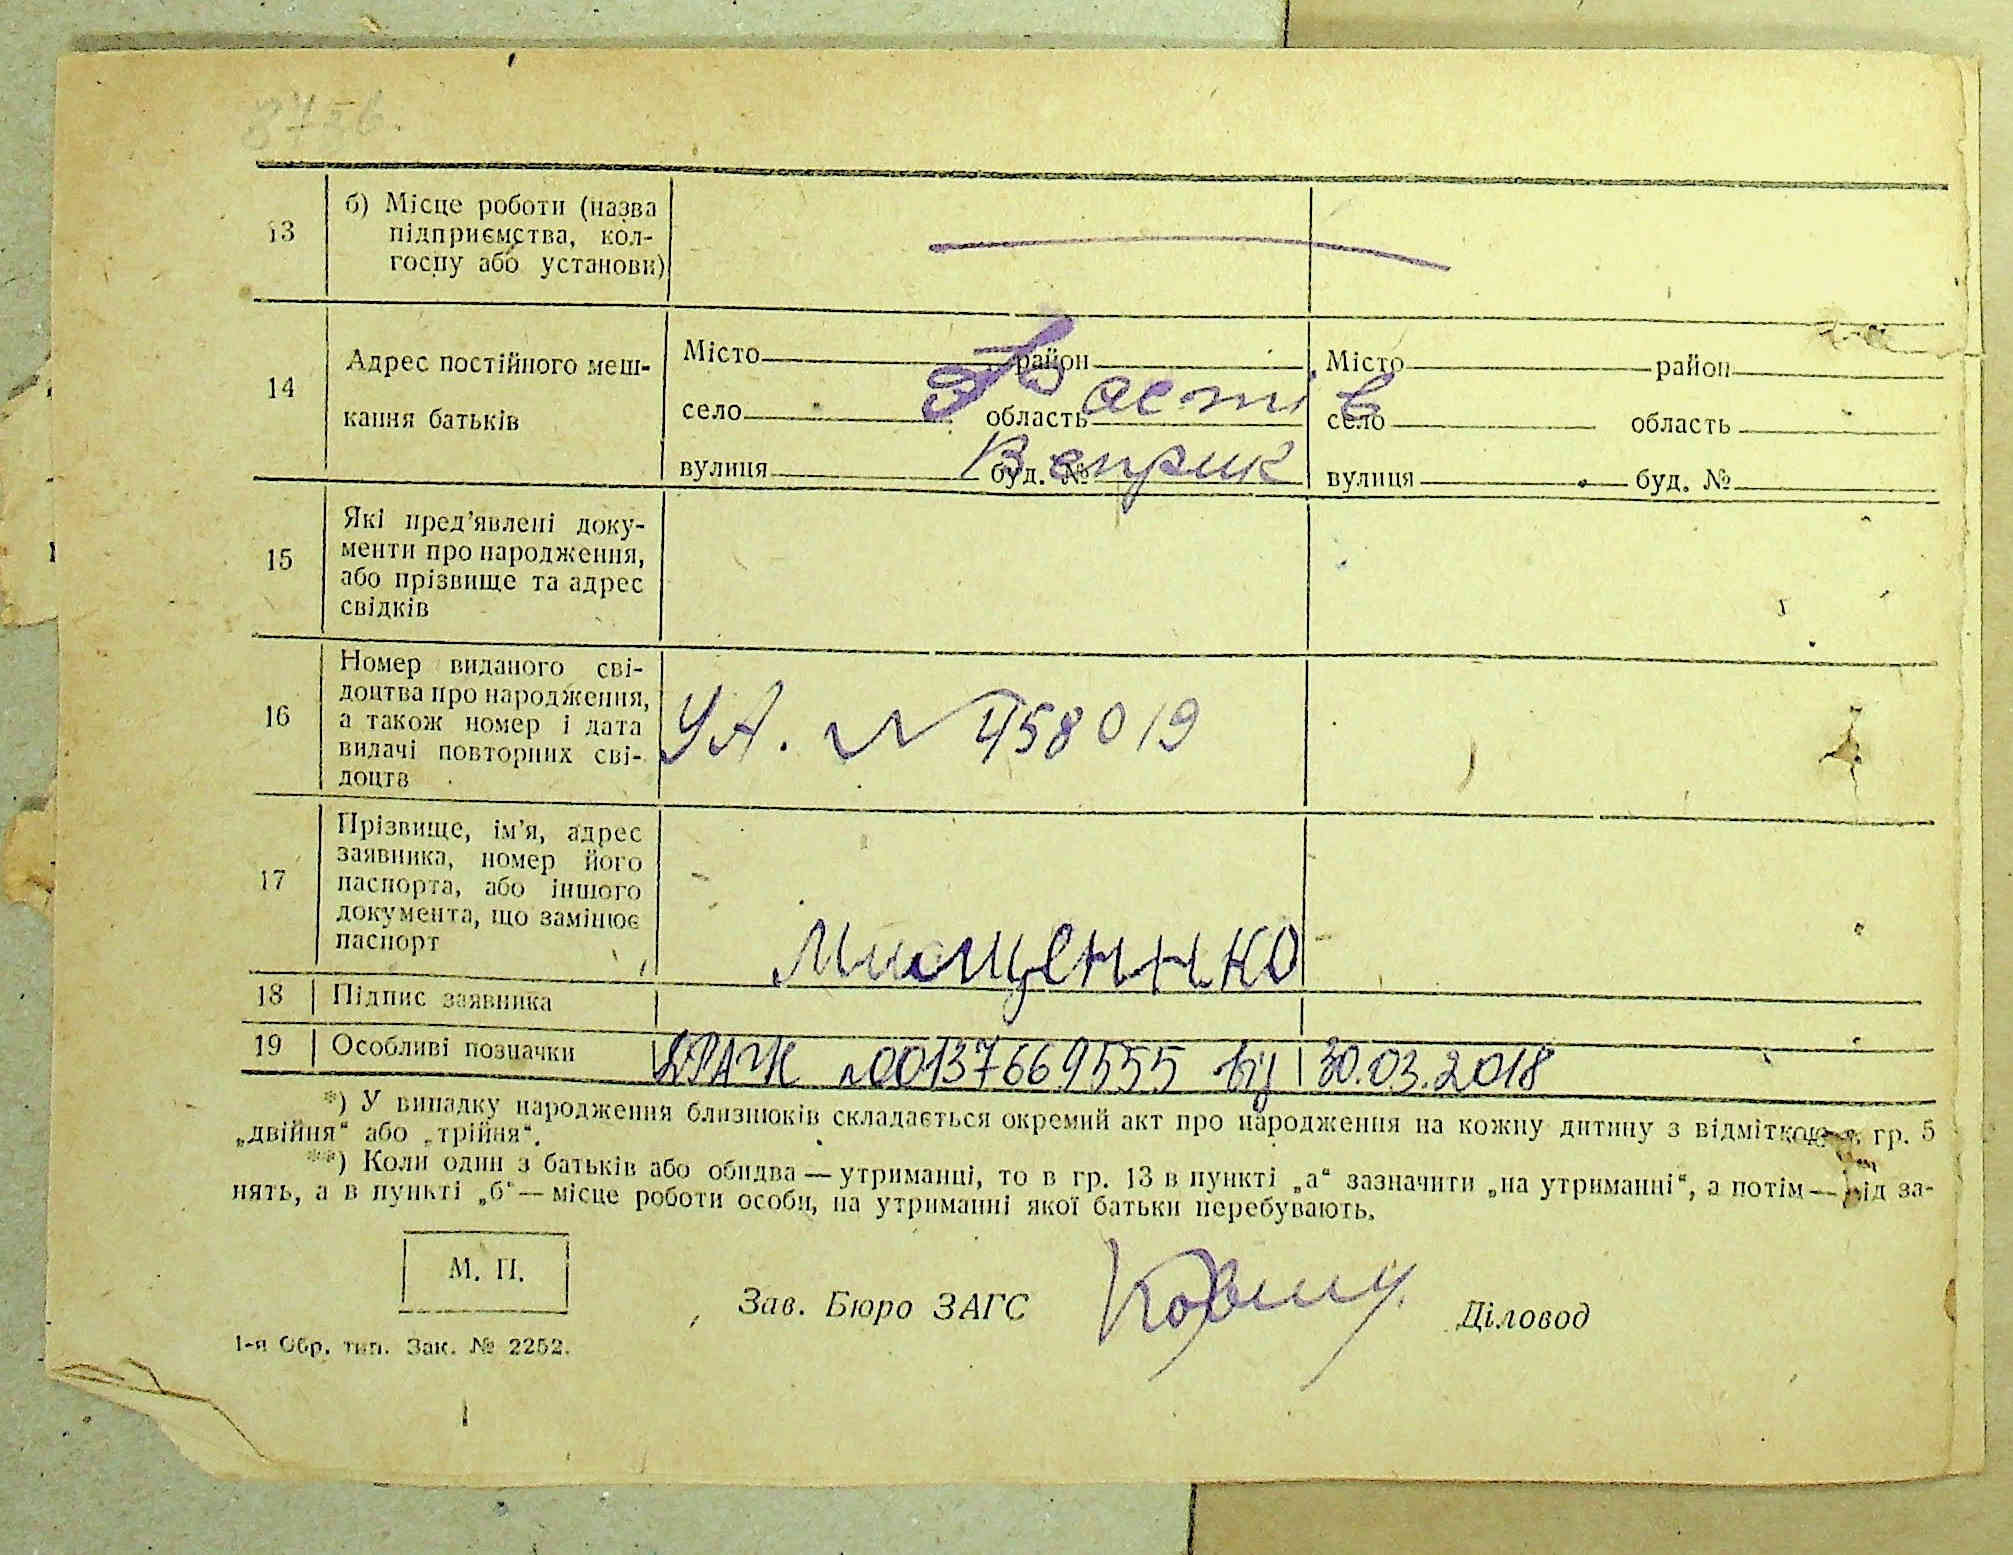 13
б) Місце роботи (назва
підприємства, кол-
госпу або установи)
14
Адрес постійного меш-
кання батьків
Місто район Місто район
село область село область
Фастів
вулиця буд. № вулиця буд. №
Веприк
15
Які пред’явлені доку-
менти про народження,
або прізвище та адрес
свідків
16
Номер виданого сві-
доцтва про народження,
а також номер і дата
видачі повторних сві-
доцтв
УА. № 458019
17
Прізвище, ім’я, адрес
заявника, номер його
паспорта, або іншого
документа, що замінює
паспорт
Мищеннко
18 Підпис заявника
19 Особливі позначки ДРАЦС №00137669555 від 30.03.2018
*) У випадку народження близнюків складається окремий акт про народження на кожну дитину з відміткою в гр. 5
„двійня“ або „трійня“.
**) Коли один з батьків або обидва — утриманці, то в гр. 13 в пункті „а“ зазначити „на утриманні“, а потім — рід за-
нять, а в пункті „б“ — місце роботи особи, на утриманні якої батьки перебувають.
М. П.
Зав. Бюро ЗАГС Діловод
1-я Обр. тип. Зак. № 2252.